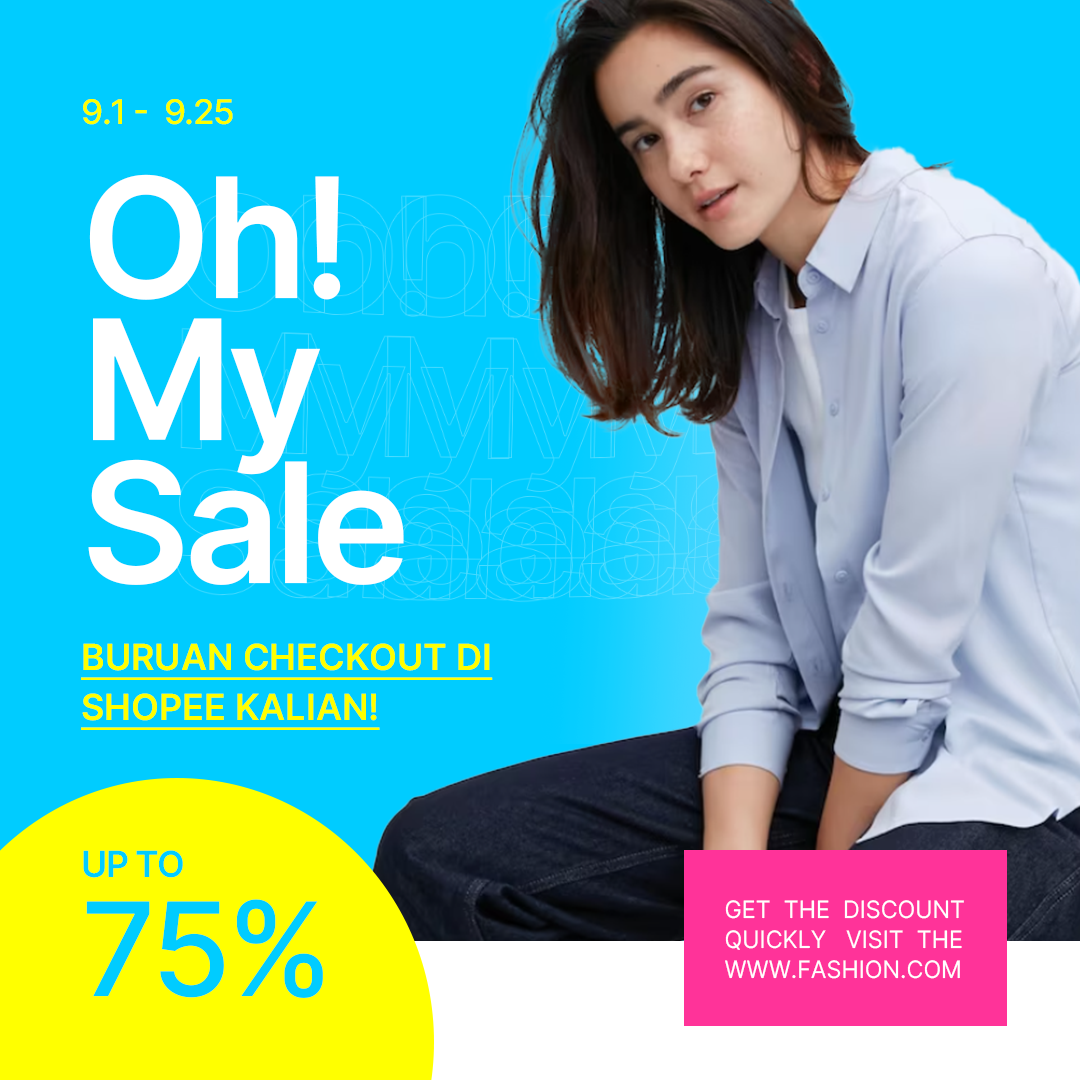 9.1 - 9.25
Oh!
My
Sale
BURUAN CHECKOUT DI
SHOPEE KALIAN!
UP TO
75%
GET THE DISCOUNT
QUICKLY VISIT THE
WWW.FASHION.COM